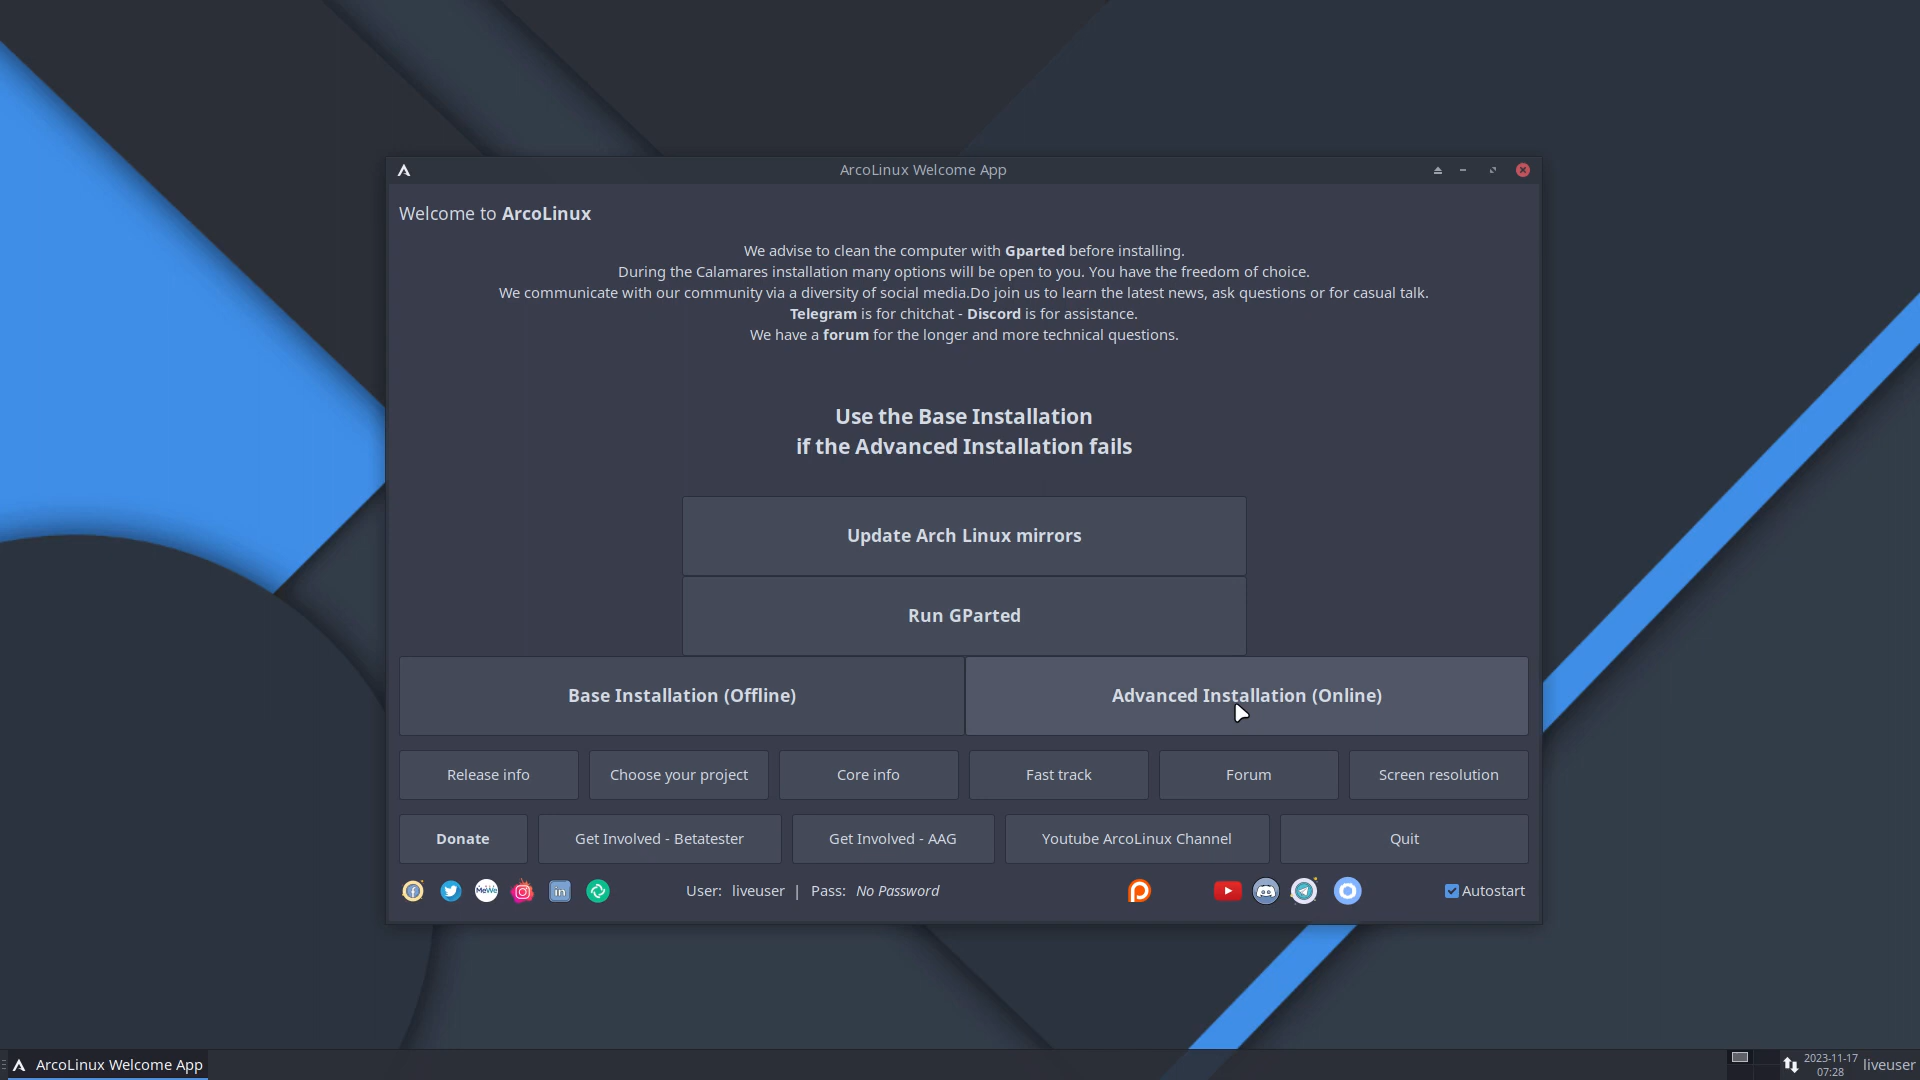 ArcoLinux Welcome App
Welcome to ArcoLinux
We advise to clean the computer with Gparted before installing.
During the Calamares installation many options will be open to you. You have the freedom of choice.
We communicate with our community via a diversity of social media.Do join us to learn the latest news, ask questions or for casual talk.
Telegram is for chitchat - Discord is for assistance.
We have a forum for the longer and more technical questions.
Use the Base Installation
if the Advanced Installation fails
Update Arch Linux mirrors
Run GParted
Base Installation (Offline)
Advanced Installation (Online)
Release info
Choose your project
Core info
Fast track
Forum
Screen resolution
Donate
Get Involved - Betatester
Get Involved - AAG
Youtube ArcoLinux Channel
Quit
MeWe
in
User: liveuser | Pass: No Password
Autostart
ArcoLinux Welcome App
2023-11-17
07:28
liveuser